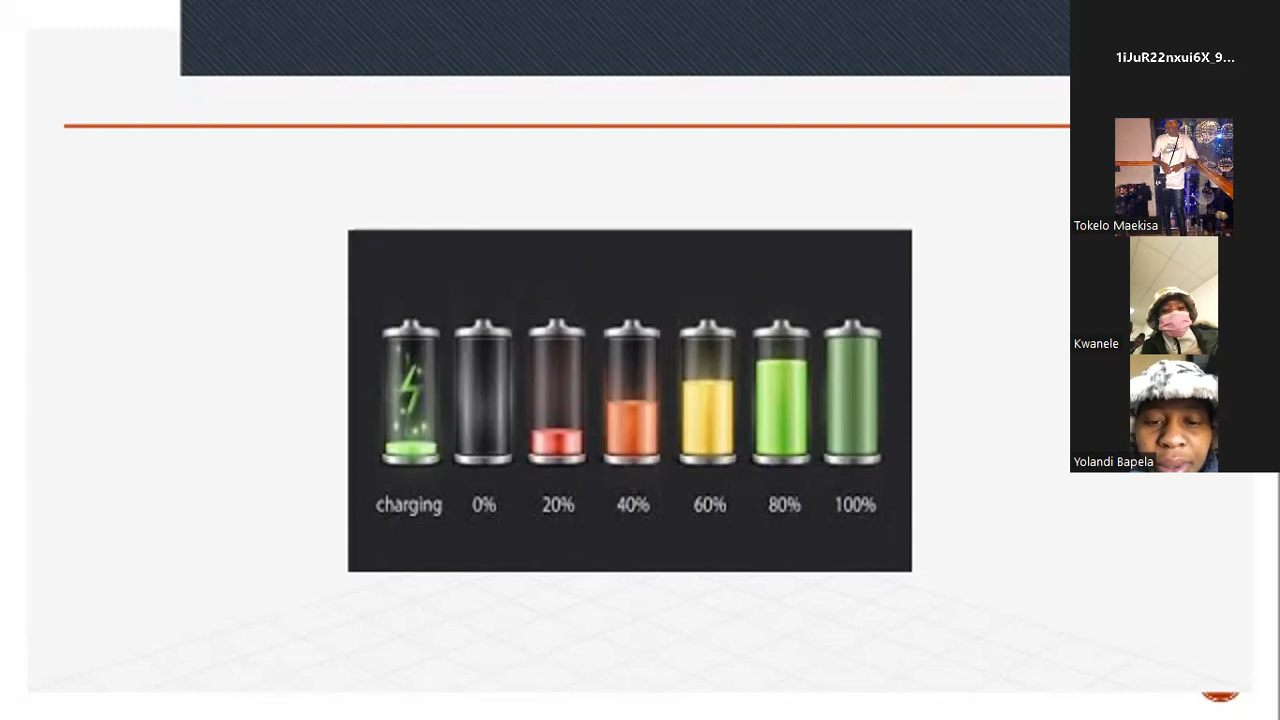 1iJuR22nxui6X_9...
Tokelo Maekisa
Kwanele
Yolandi Bapela
charging 0% 20% 40% 60% 80% 100%